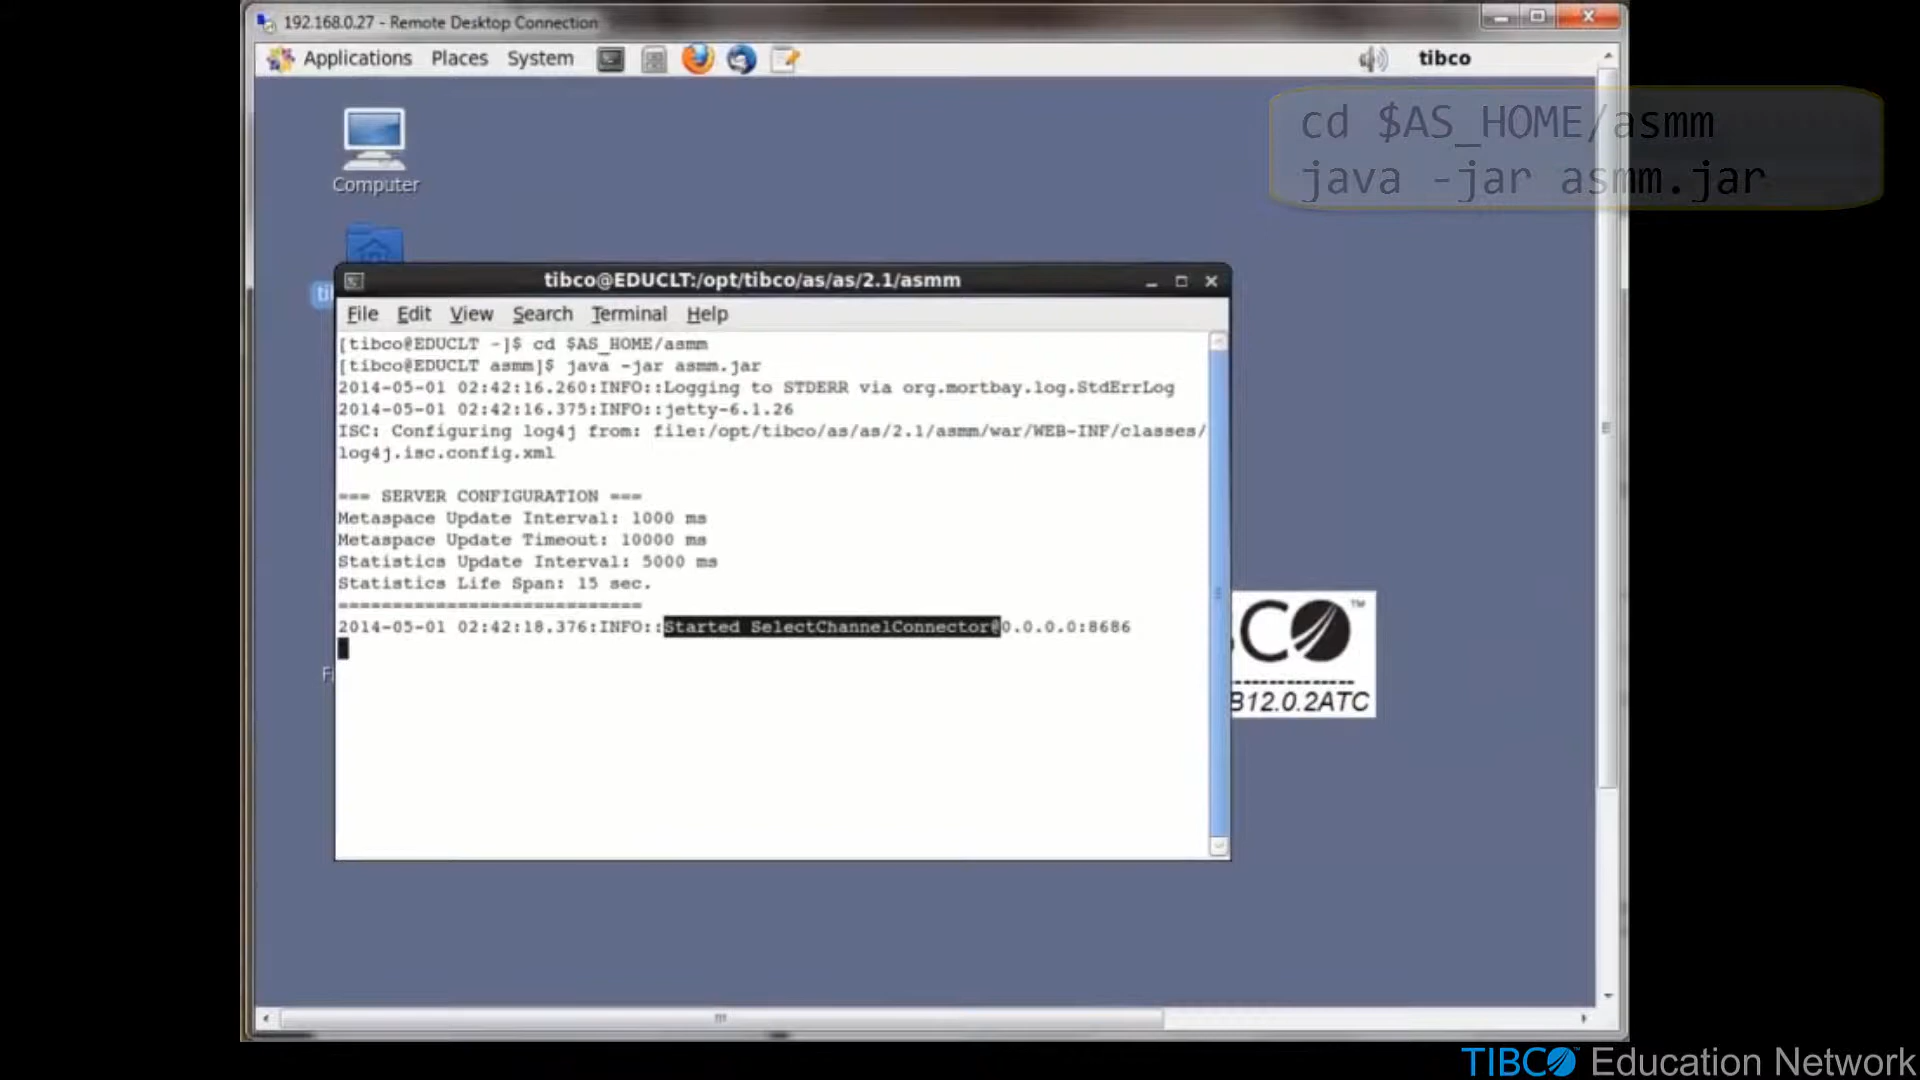 192.168.0.27 - Remote Desktop Connection
Applications Places System
tibco
cd $AS_HOME/asmm
java -jar asmm.jar
Computer
tibco@EDUCLT:/opt/tibco/as/as/2.1/asmm
File Edit View Search Terminal Help
[tibco@EDUCLT ~]$ cd $AS_HOME/asmm
[tibco@EDUCLT asmm]$ java -jar asmm.jar
2014-05-01 02:42:16.260:INFO::Logging to STDERR via org.mortbay.log.StdErrLog
2014-05-01 02:42:16.375:INFO::jetty-6.1.26
ISC: Configuring log4j from: file:/opt/tibco/as/as/2.1/asmm/war/WEB-INF/classes/
log4j.isc.config.xml
=== SERVER CONFIGURATION ===
Metaspace Update Interval: 1000 ms
Metaspace Update Timeout: 10000 ms
Statistics Update Interval: 5000 ms
Statistics Life Span: 15 sec.
============================
2014-05-01 02:42:18.376:INFO::Started SelectChannelConnector@0.0.0.0:8686
CO™
B12.0.2ATC
TIBCO Education Network